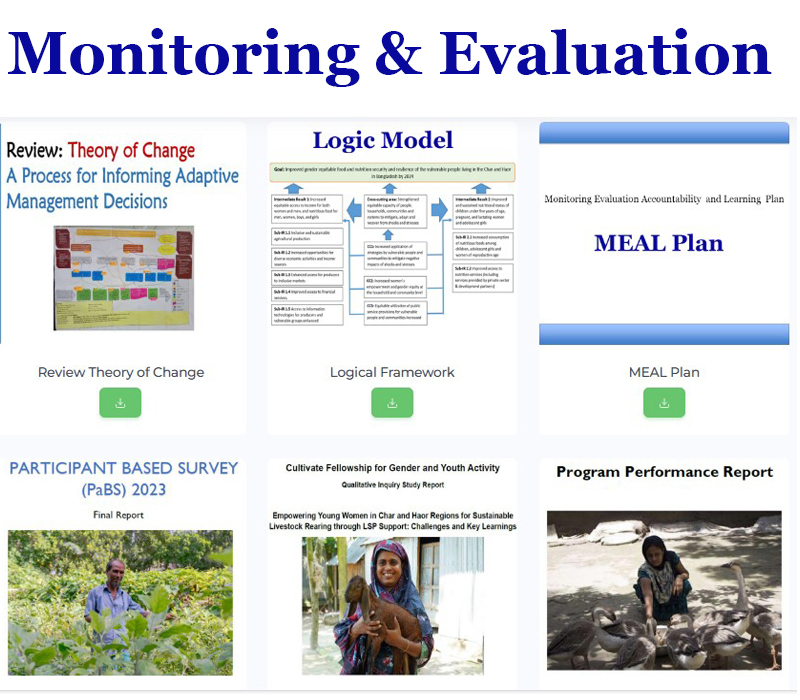 Monitoring & Evaluation
Review: Theory of Change
A Process for Informing Adaptive
Management Decisions
Review Theory of Change
Logic Model
Goal: Improved gender equitable food and nutrition security and resilience of the vulnerable people living in the Char and Haor
in Bangladesh by 2024
Intermediate Result 1: Increased
equitable access to income for both
women and men, and nutritious food for
men, women, boys, and girls
Sub-IR 1.1 Inclusive and sustainable
agricultural production
Sub-IR 1.2 Increased opportunities for
diverse economic activities and income
sources
Sub-IR 1.3 Enhanced access for producers
to inclusive markets
Sub-IR 1.4 Improved access to financial
services.
Sub-IR 1.5 Access to information
technologies for producers and
vulnerable groups enhanced
Cross-cutting area: Strengthened
equitable capacity of people,
households, communities and
systems to mitigate, adapt and
recover from shocks and stresses
CC1: Increased application of
strategies by vulnerable people and
communities to mitigate negative
impacts of shocks and stressors
CC2: Increased women's
empowerment and gender equity at
the household and community level
CC3: Equitable utilization of public
service provisions for vulnerable
people and communities increased
Intermediate Result 2: Improved
and sustained nutritional status of
children under five years of age,
pregnant, and lactating women
and adolescent girls
Sub-IR 2.1 Increased consumption
of nutritious foods among
children, adolescent girls and
women of reproductive age
Sub-IR 2.2 Improved access to
nutrition services (including
services provided by private sector
& development partners)
Logical Framework
Monitoring Evaluation Accountability and Learning Plan
MEAL Plan
MEAL Plan
PARTICIPANT BASED SURVEY
(PaBS) 2023
Final Report
Cultivate Fellowship for Gender and Youth Activity
Qualitative Inquiry Study Report
Empowering Young Women in Char and Haor Regions for Sustainable
Livestock Rearing through LSP Support: Challenges and Key Learnings
Program Performance Report